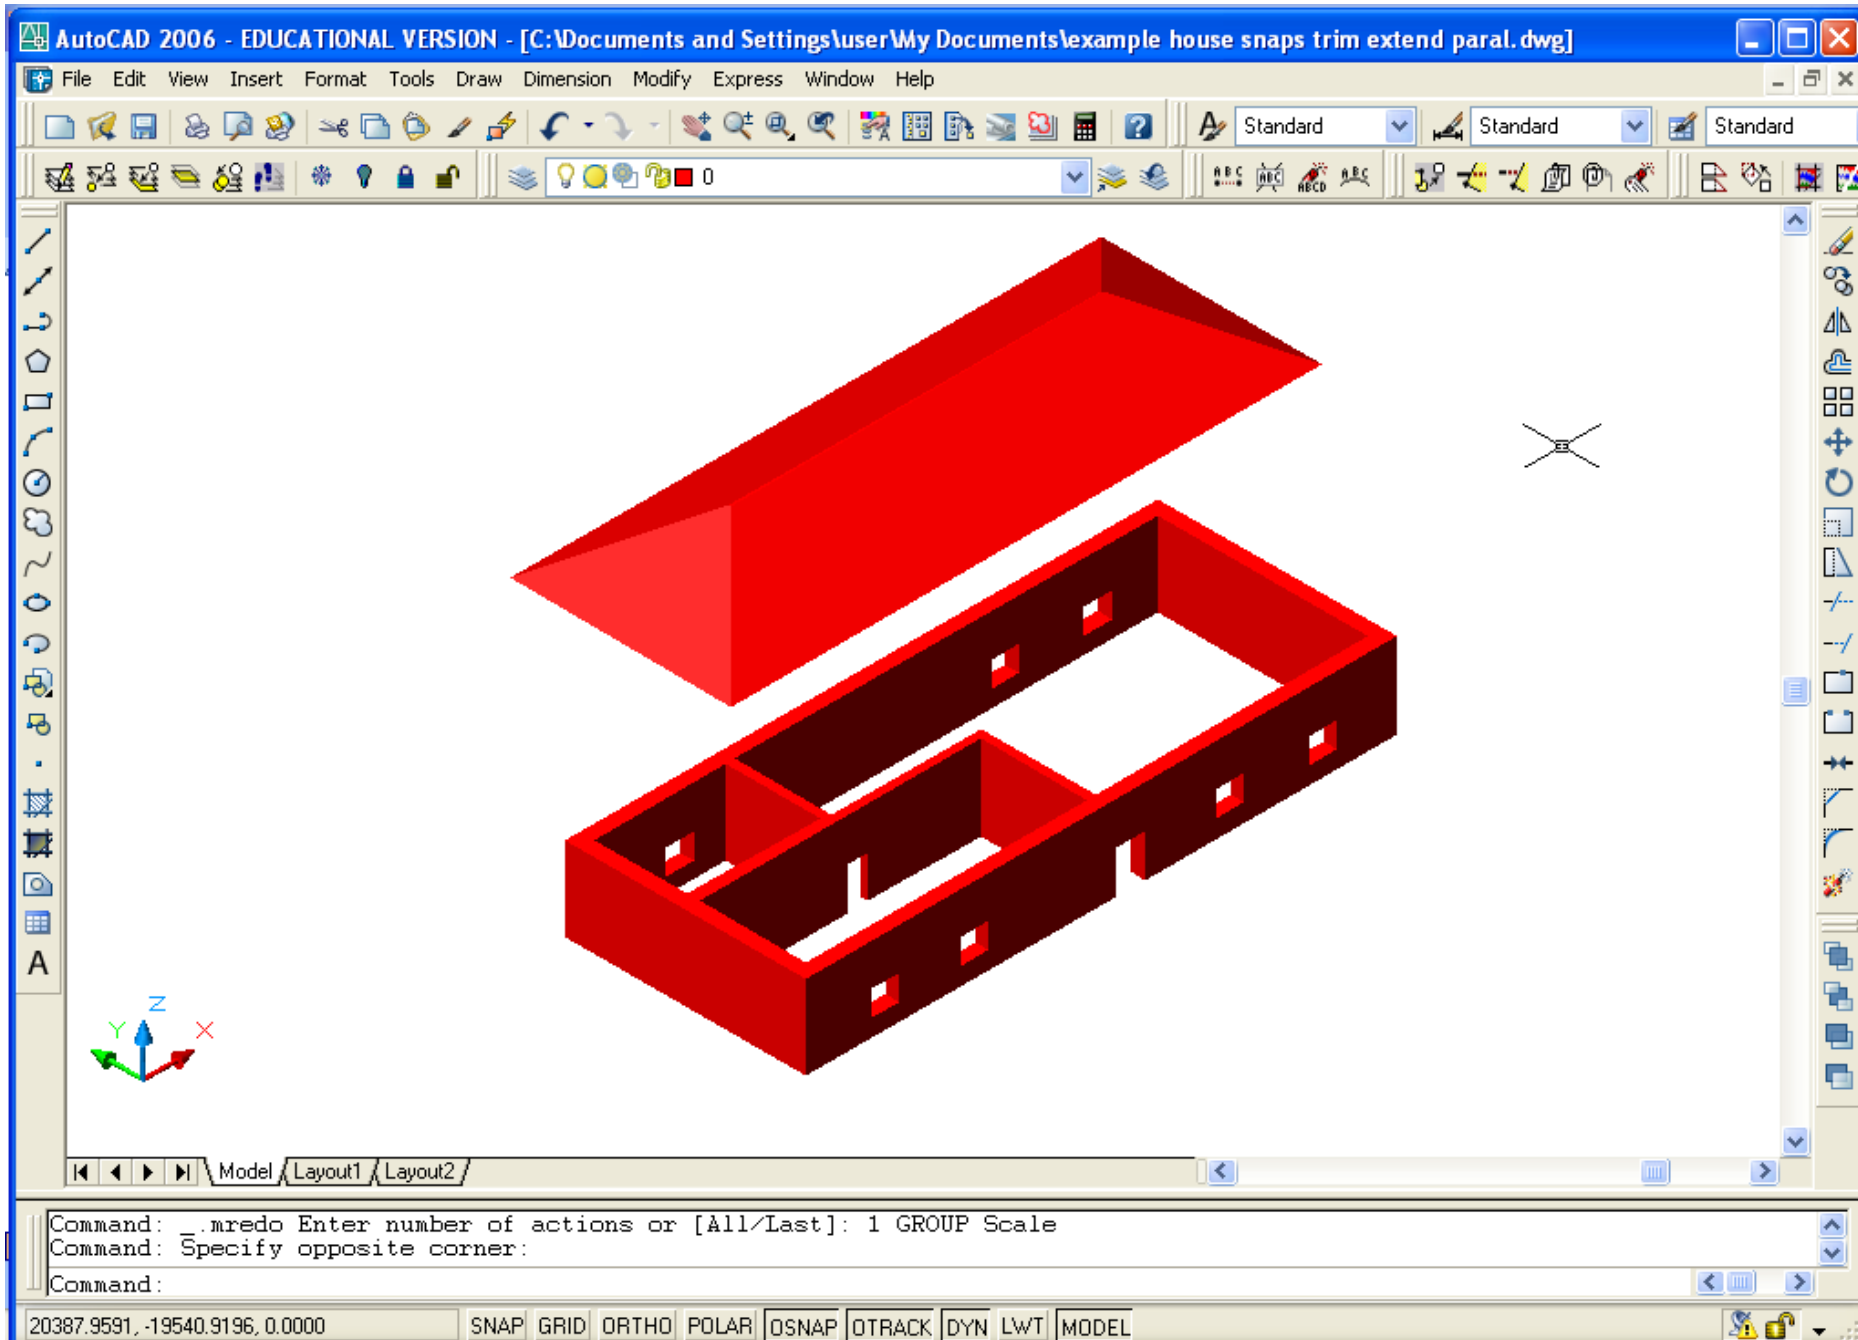 AutoCAD 2006 - EDUCATIONAL VERSION - [C:\Documents and Settings\user\My Documents\example house snaps trim extend paral.dwg]
File Edit View Insert Format Tools Draw Dimension Modify Express Window Help
Standard Standard Standard
0
A
Z
Y X
Model Layout1 Layout2
Command: _.mredo Enter number of actions or [All/Last]: 1 GROUP Scale
Command: Specify opposite corner:
Command:
20387.9591, -19540.9196, 0.0000 SNAP GRID ORTHO POLAR OSNAP OTRACK DYN LWT MODEL